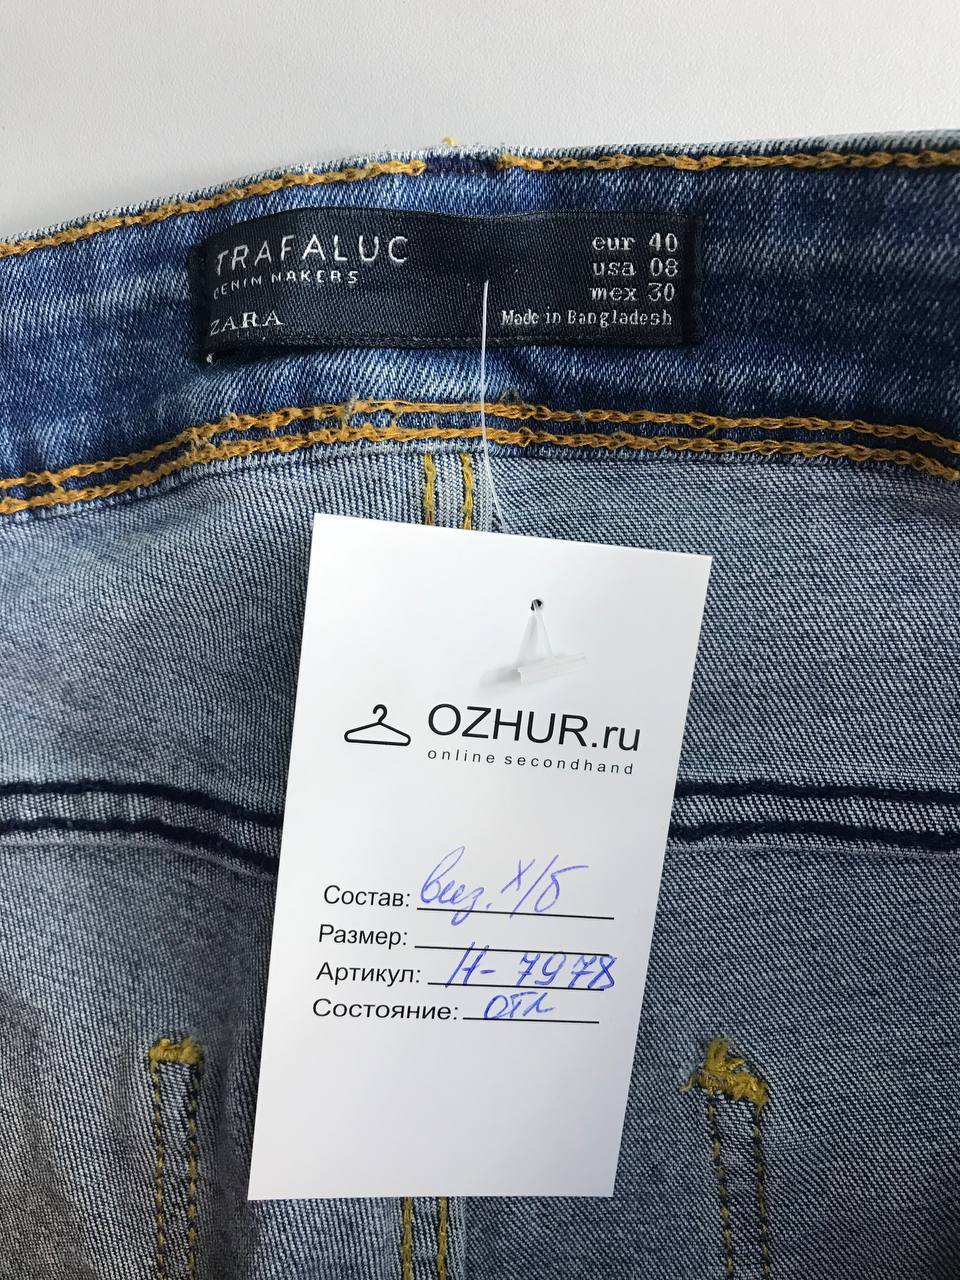 TRAFALUC
DENIM MAKERS
ZARA
eur 40
usa 08
mex 30
Made in Bangladesh
OZHUR.ru
online secondhand
Состав: виз. х/б
Размер:
Артикул: Н-7978
Состояние: отл